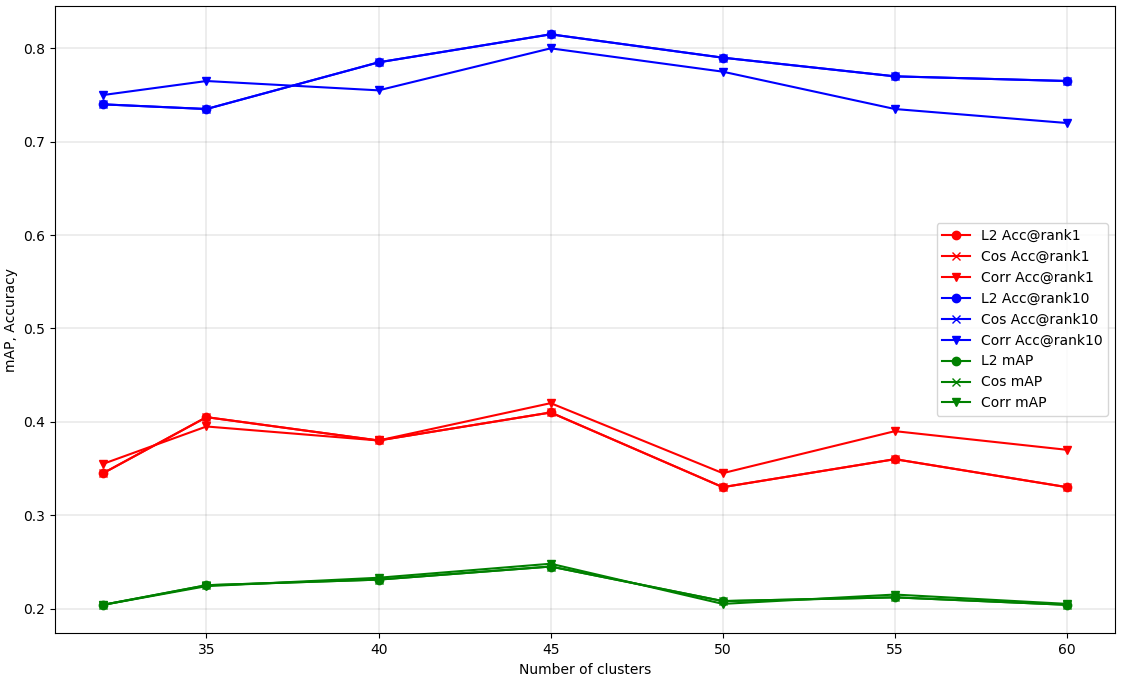 0.8
0.7
0.6
0.5
0.4
0.3
0.2
mAP, Accuracy
L2 Acc@rank1
Cos Acc@rank1
Corr Acc@rank1
L2 Acc@rank10
Cos Acc@rank10
Corr Acc@rank10
L2 mAP
Cos mAP
Corr mAP
35 40 45 50 55 60
Number of clusters